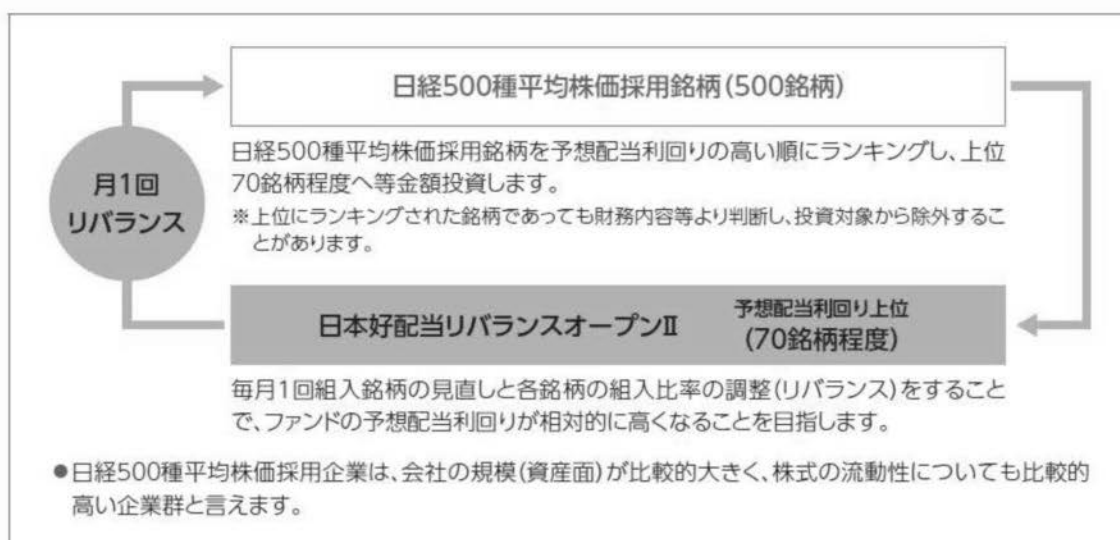 日経500種平均株価採用銘柄(500銘柄)
日経500種平均株価採用銘柄を予想配当利回りの高い順にランキングし、上位
70銘柄程度へ等金額投資します。
※上位にランキングされた銘柄であっても財務内容等より判断し、投資対象から除外するこ
とがあります。
月1回
リバランス
日本好配当リバランスオープンⅡ
予想配当利回り上位
(70銘柄程度)
毎月1回組入銘柄の見直しと各銘柄の組入比率の調整(リバランス)をすること
で、ファンドの予想配当利回りが相対的に高くなることを目指します。
●日経500種平均株価採用企業は、会社の規模(資産面)が比較的大きく、株式の流動性についても比較的
高い企業群と言えます。